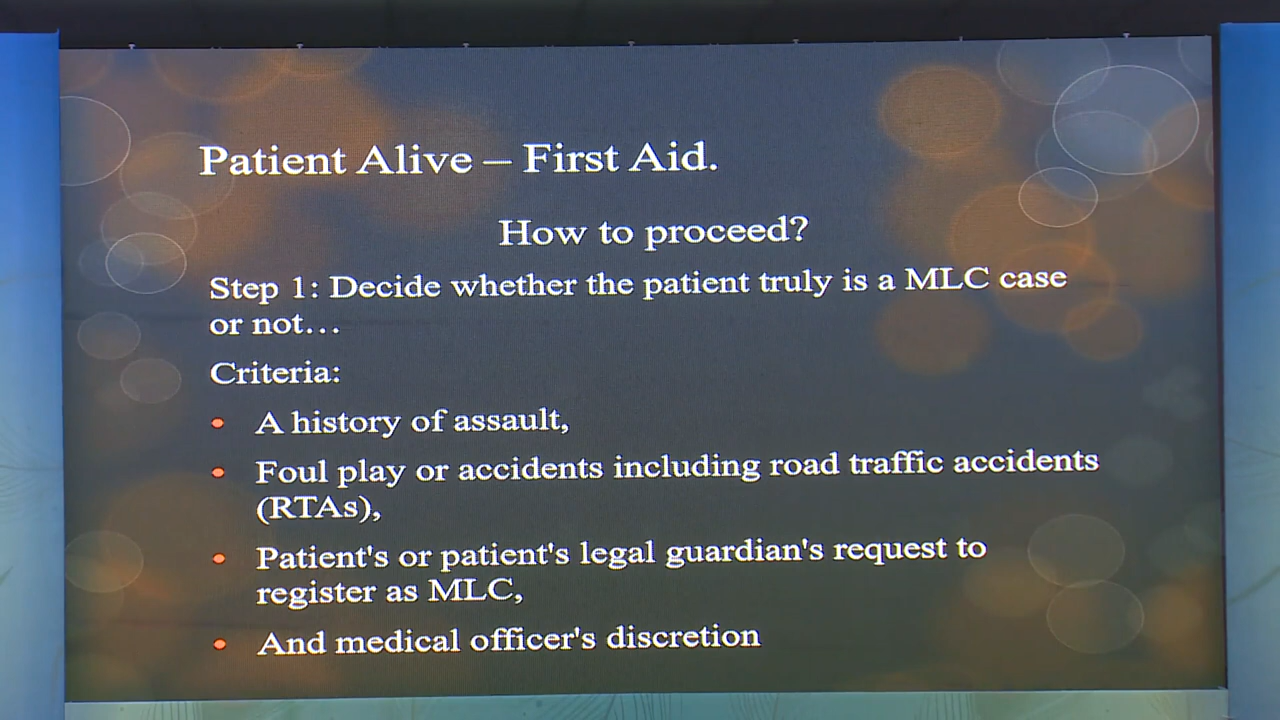 Patient Alive – First Aid.
How to proceed?
Step 1: Decide whether the patient truly is a MLC case
or not…
Criteria:
• A history of assault,
• Foul play or accidents including road traffic accidents
(RTAs),
• Patient's or patient's legal guardian's request to
register as MLC,
• And medical officer's discretion